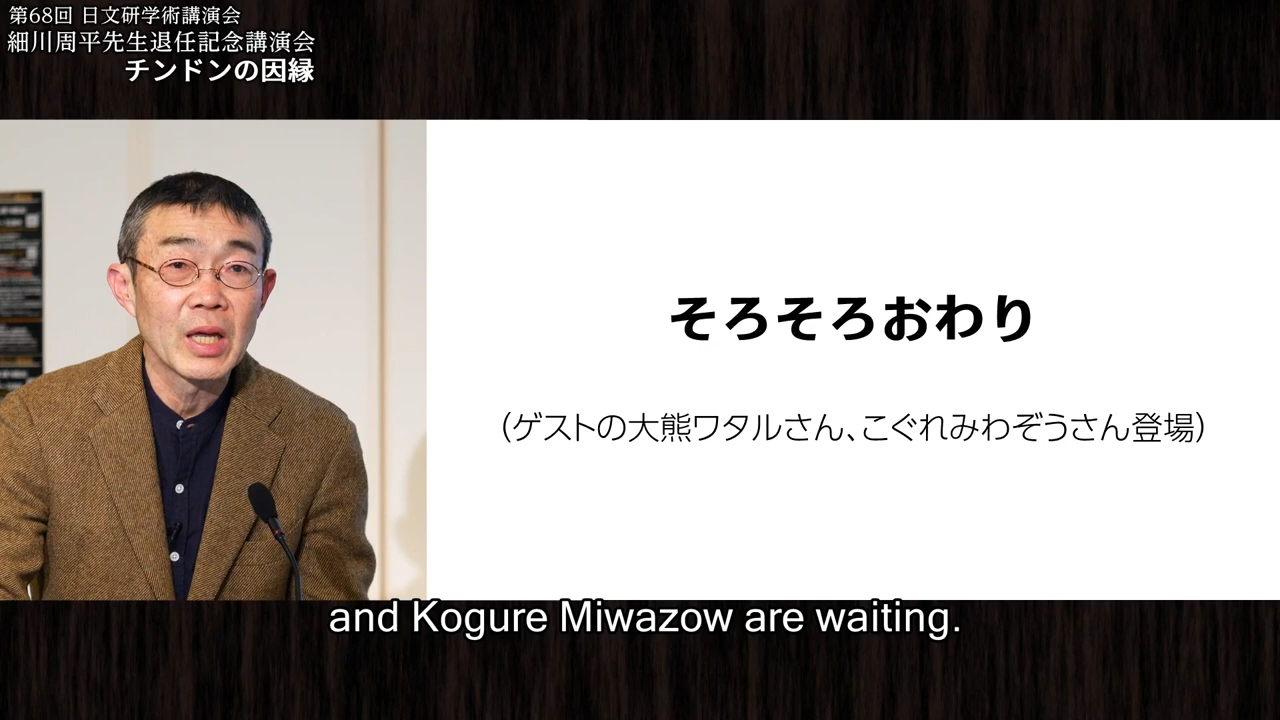 第68回 日文研学術講演会
細川周平先生退任記念講演会
チンドンの因縁
そろそろおわり
（ゲストの大熊ワタルさん、こぐれみわぞうさん登場）
and Kogure Miwazow are waiting.